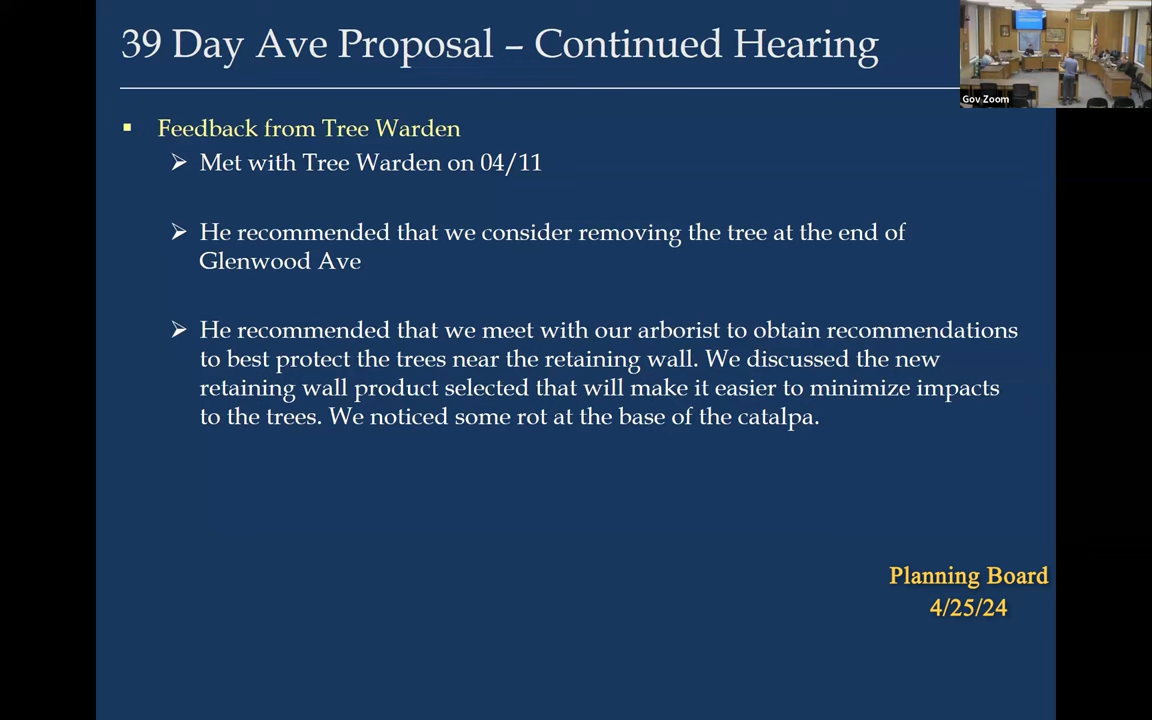 39 Day Ave Proposal – Continued Hearing
Gov Zoom
▪ Feedback from Tree Warden
➢ Met with Tree Warden on 04/11
➢ He recommended that we consider removing the tree at the end of
Glenwood Ave
➢ He recommended that we meet with our arborist to obtain recommendations
to best protect the trees near the retaining wall. We discussed the new
retaining wall product selected that will make it easier to minimize impacts
to the trees. We noticed some rot at the base of the catalpa.
Planning Board
4/25/24